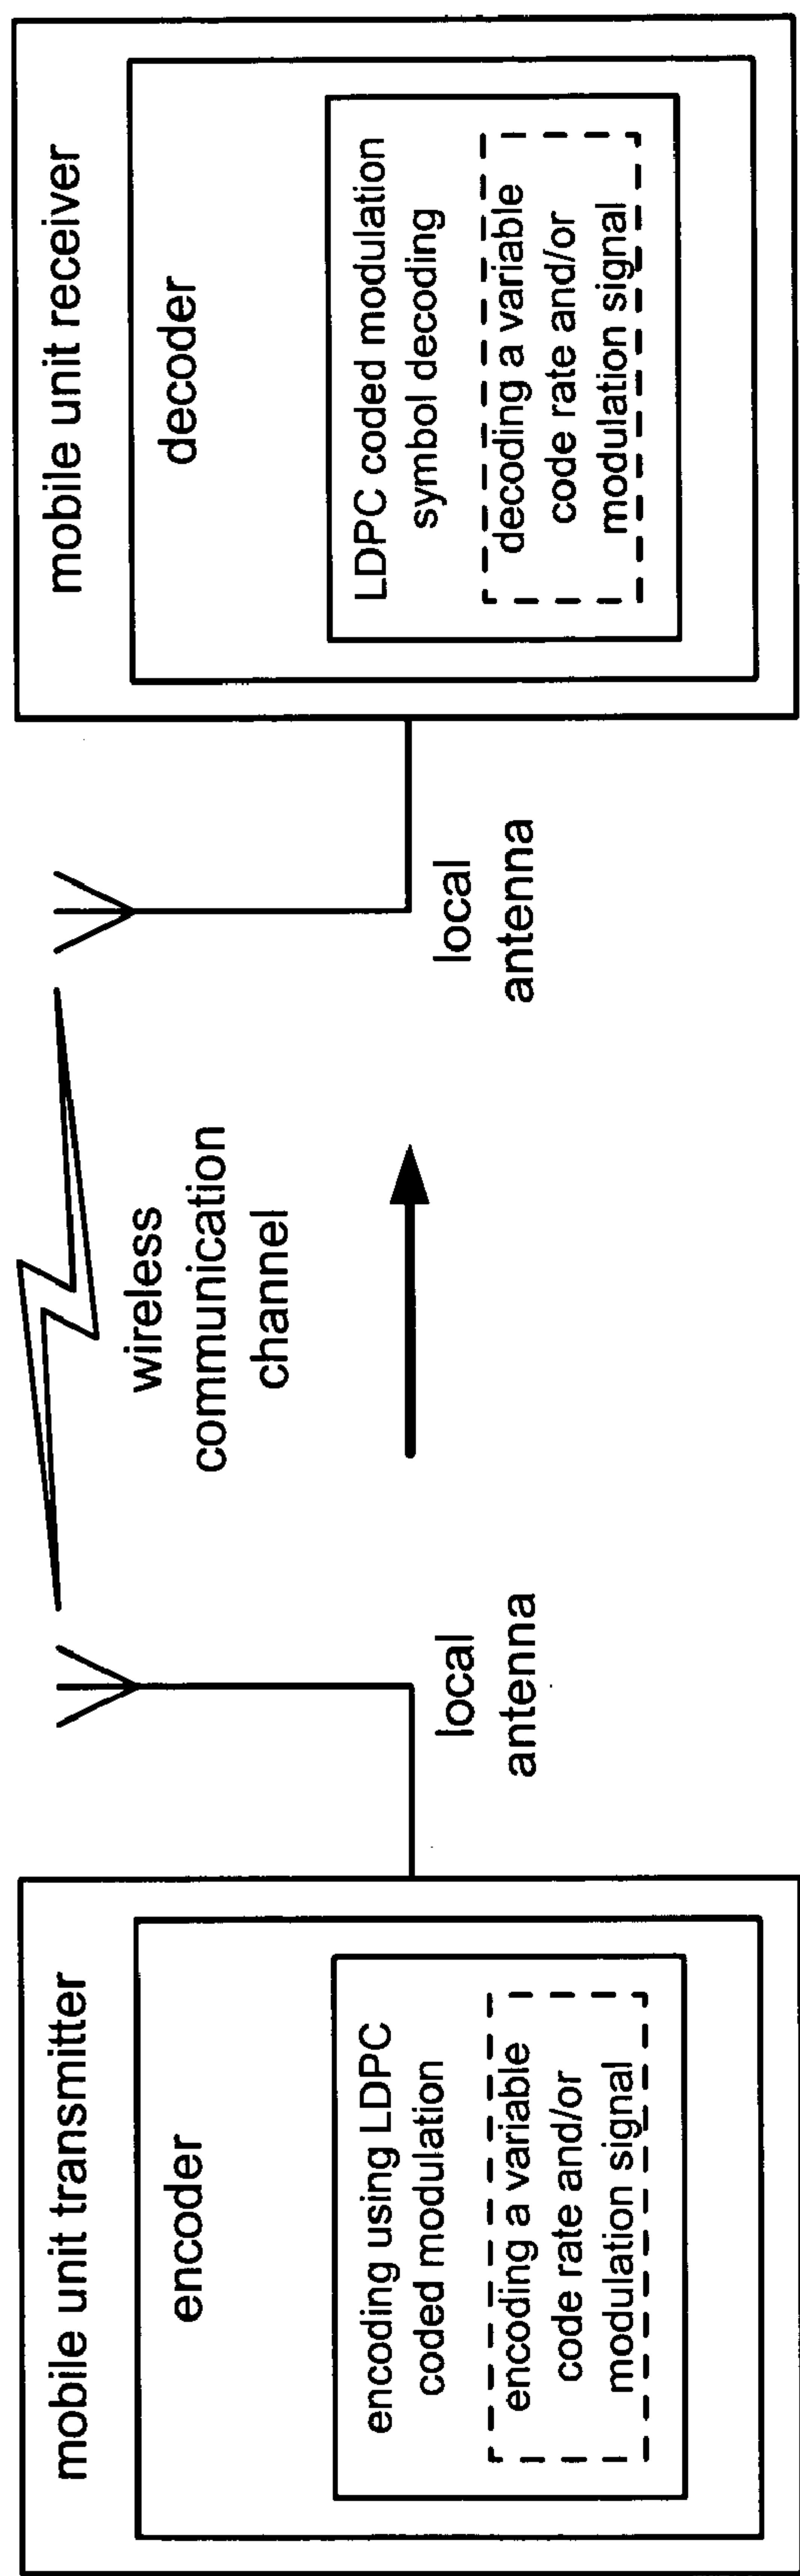 mobile unit transmitter
encoder
encoding using LDPC
coded modulation
encoding a variable
code rate and/or
modulation signal
local
antenna
wireless
communication
channel
local
antenna
mobile unit receiver
decoder
LDPC coded modulation
symbol decoding
decoding a variable
code rate and/or
modulation signal